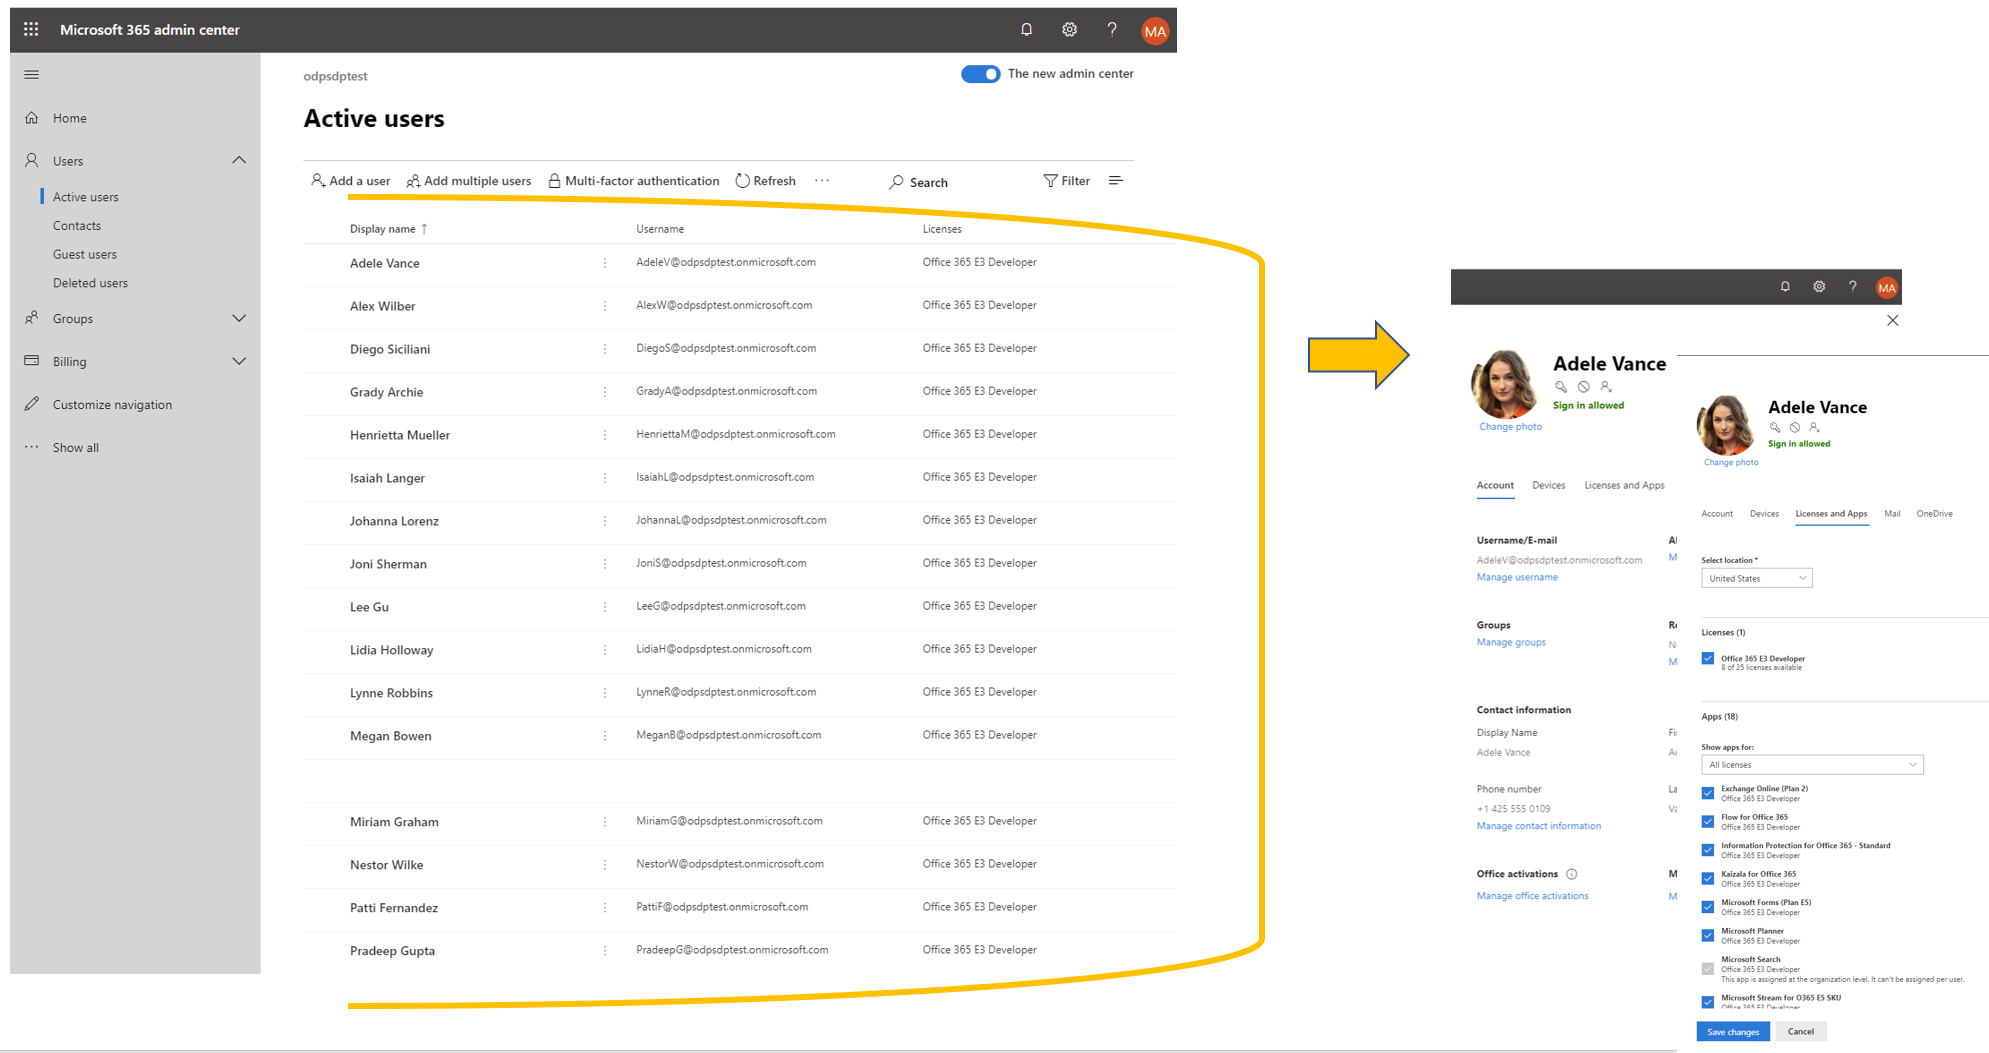 Microsoft 365 admin center
MA
odpsdptest
The new admin center
Home
Users
Active users
Contacts
Guest users
Deleted users
Groups
Billing
Customize navigation
Show all
Active users
Add a user
Add multiple users
Multi-factor authentication
Refresh
Search
Filter
Display name ↑ Username Licenses
Adele Vance AdeleV@odpsdptest.onmicrosoft.com Office 365 E3 Developer
Alex Wilber AlexW@odpsdptest.onmicrosoft.com Office 365 E3 Developer
Diego Siciliani DiegoS@odpsdptest.onmicrosoft.com Office 365 E3 Developer
Grady Archie GradyA@odpsdptest.onmicrosoft.com Office 365 E3 Developer
Henrietta Mueller HenriettaM@odpsdptest.onmicrosoft.com Office 365 E3 Developer
Isaiah Langer IsaiahL@odpsdptest.onmicrosoft.com Office 365 E3 Developer
Johanna Lorenz JohannaL@odpsdptest.onmicrosoft.com Office 365 E3 Developer
Joni Sherman JoniS@odpsdptest.onmicrosoft.com Office 365 E3 Developer
Lee Gu LeeG@odpsdptest.onmicrosoft.com Office 365 E3 Developer
Lidia Holloway LidiaH@odpsdptest.onmicrosoft.com Office 365 E3 Developer
Lynne Robbins LynneR@odpsdptest.onmicrosoft.com Office 365 E3 Developer
Megan Bowen MeganB@odpsdptest.onmicrosoft.com Office 365 E3 Developer
Miriam Graham MiriamG@odpsdptest.onmicrosoft.com Office 365 E3 Developer
Nestor Wilke NestorW@odpsdptest.onmicrosoft.com Office 365 E3 Developer
Patti Fernandez PattiF@odpsdptest.onmicrosoft.com Office 365 E3 Developer
Pradeep Gupta PradeepG@odpsdptest.onmicrosoft.com Office 365 E3 Developer
MA
Adele Vance
Sign in allowed
Change photo
Account Devices Licenses and Apps
Username/E-mail
AdeleV@odpsdptest.onmicrosoft.com
Manage username
Groups
Manage groups
Contact information
Display Name
Adele Vance
Phone number
+1 425 555 0109
Manage contact information
Office activations
Manage office activations
Adele Vance
Sign in allowed
Change photo
Account Devices Licenses and Apps Mail OneDrive
Select location *
United States
Licenses (1)
Office 365 E3 Developer
8 of 25 licenses available
Apps (18)
Show apps for:
All licenses
Exchange Online (Plan 2)
Office 365 E3 Developer
Flow for Office 365
Office 365 E3 Developer
Information Protection for Office 365 - Standard
Office 365 E3 Developer
Kaizala for Office 365
Office 365 E3 Developer
Microsoft Forms (Plan E5)
Office 365 E3 Developer
Microsoft Planner
Office 365 E3 Developer
Microsoft Search
Office 365 E3 Developer
This app is assigned at the organization level. It can't be assigned per user.
Microsoft Stream for O365 E5 SKU
Office 365 E3 Developer
Save changes
Cancel